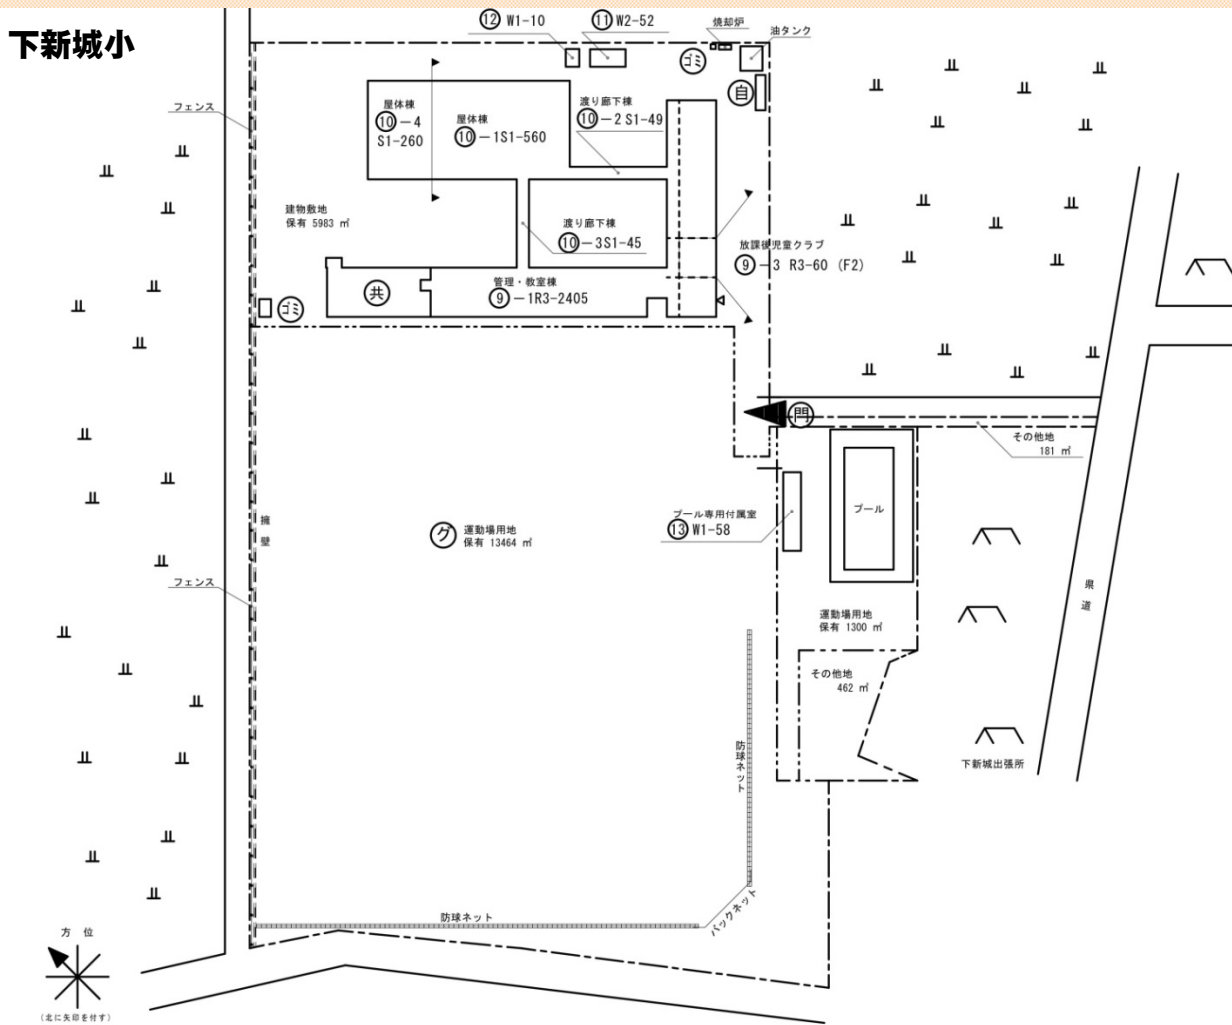 下新城小
⑫ W1-10
⑪ W2-52
焼却炉
油タンク
ゴミ
自
フェンス
屋体棟
⑩－4
S1-260
屋体棟
⑩－1S1-560
渡り廊下棟
⑩－2 S1-49
建物敷地
保有 5983 ㎡
渡り廊下棟
⑩－3S1-45
放課後児童クラブ
⑨－3 R3-60 (F2)
管理・教室棟
⑨－1R3-2405
共
ゴミ
門
その他地
181 ㎡
プール
プール専用付属室
⑬ W1-58
グ
運動場用地
保有 13464 ㎡
擁壁
フェンス
県道
運動場用地
保有 1300 ㎡
その他地
462 ㎡
防球ネット
下新城出張所
防球ネット
バックネット
方 位
(北に矢印を付す)